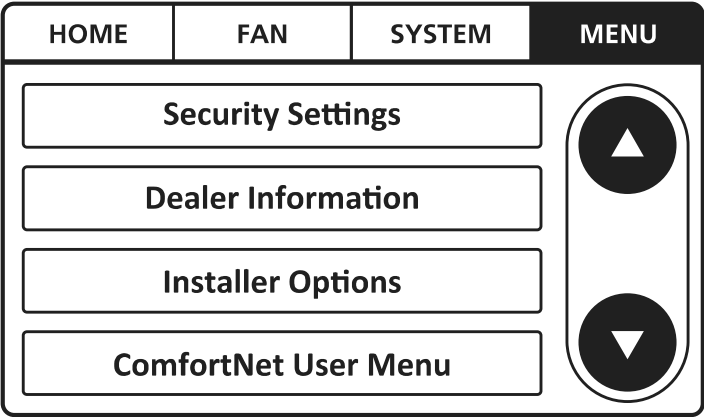 HOME FAN SYSTEM MENU
Security Settings
Dealer Information
Installer Options
ComfortNet User Menu